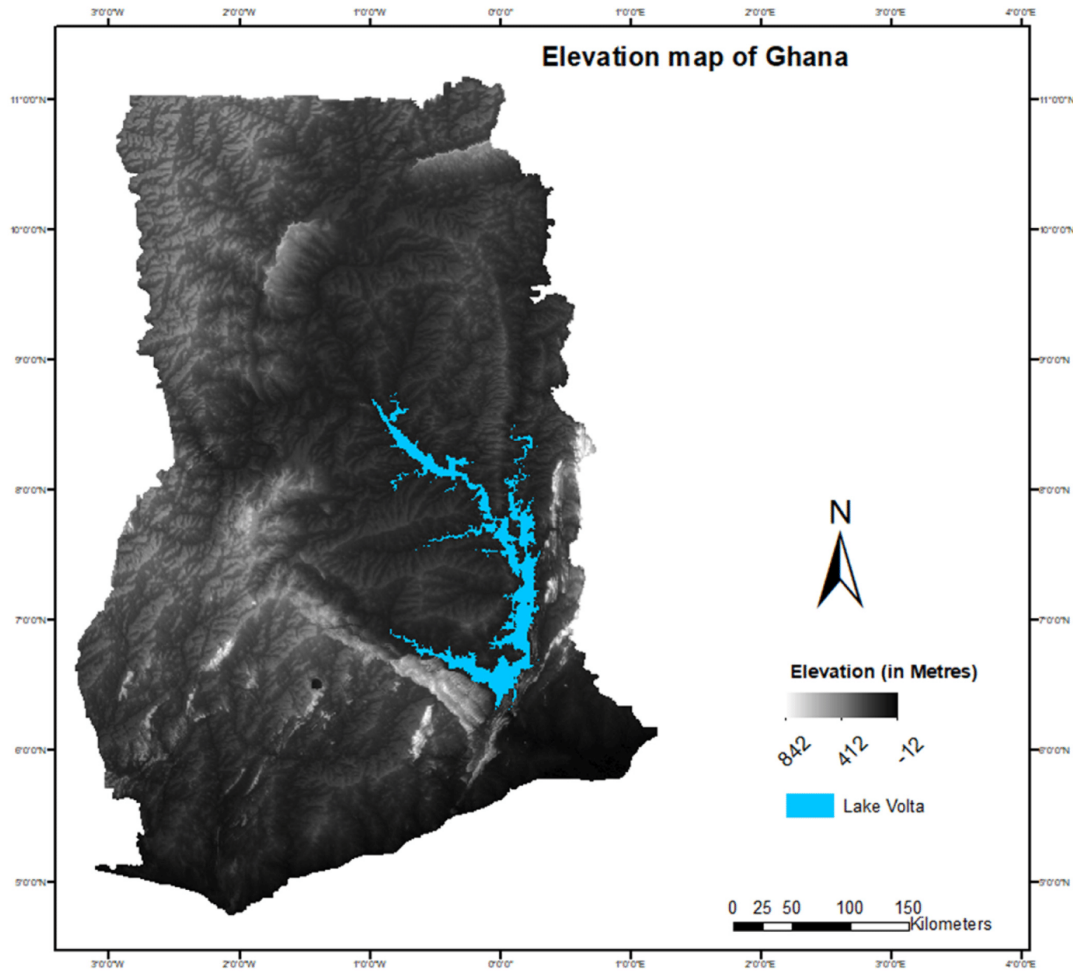 3°0'0"W 2°0'0"W 1°0'0"W 0°0'0" 1°0'0"E 2°0'0"E 3°0'0"E 4°0'0"E
Elevation map of Ghana
11°0'0"N 11°0'0"N
10°0'0"N 10°0'0"N
9°0'0"N 9°0'0"N
8°0'0"N 8°0'0"N
N
7°0'0"N 7°0'0"N
Elevation (in Metres)
842 412 -12
6°0'0"N 6°0'0"N
Lake Volta
5°0'0"N 5°0'0"N
0 25 50 100 150
Kilometers
3°0'0"W 2°0'0"W 1°0'0"W 0°0'0" 1°0'0"E 2°0'0"E 3°0'0"E 4°0'0"E